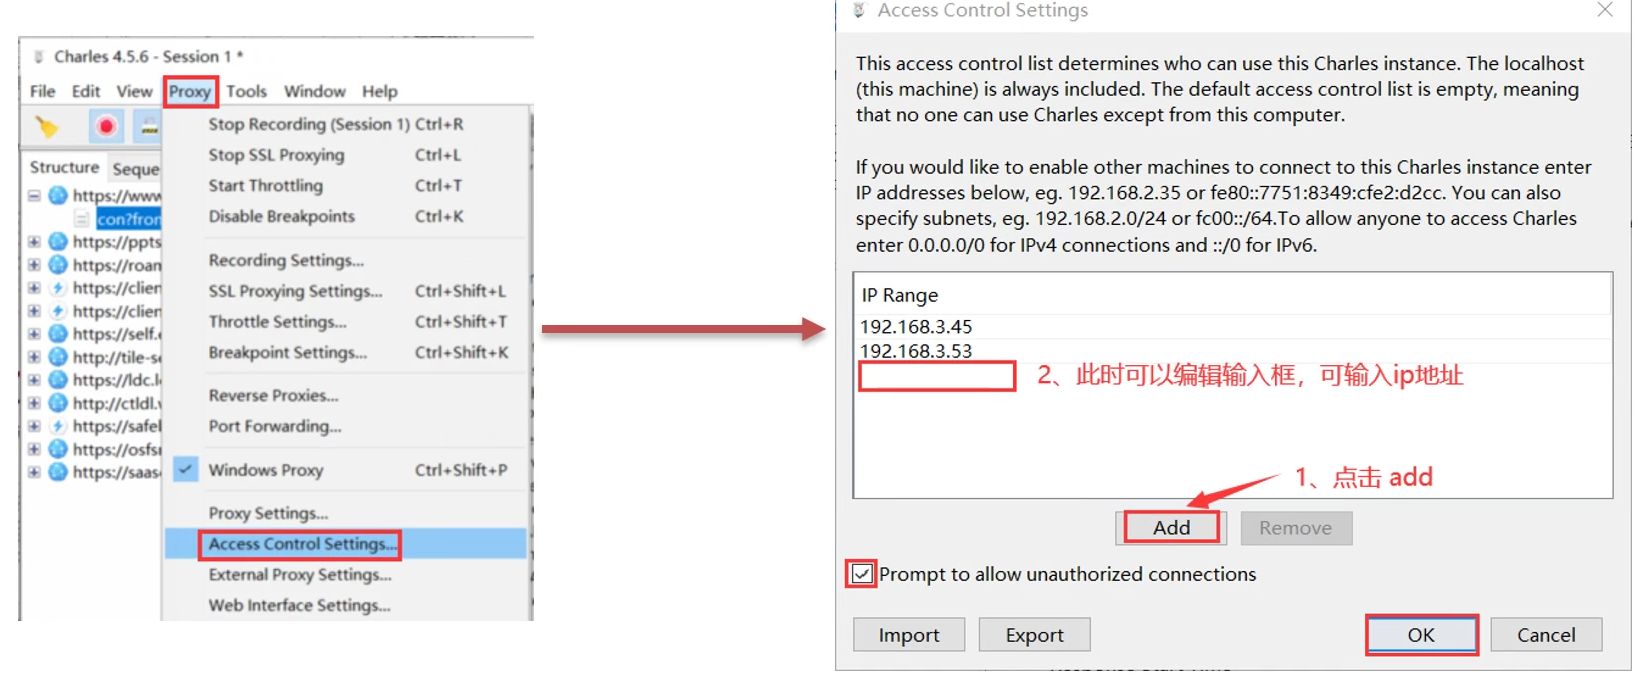 Charles 4.5.6 - Session 1 *
File Edit View Proxy Tools Window Help
Stop Recording (Session 1) Ctrl+R
Stop SSL Proxying Ctrl+L
Start Throttling Ctrl+T
Disable Breakpoints Ctrl+K
Recording Settings...
SSL Proxying Settings... Ctrl+Shift+L
Throttle Settings... Ctrl+Shift+T
Breakpoint Settings... Ctrl+Shift+K
Reverse Proxies...
Port Forwarding...
Windows Proxy Ctrl+Shift+P
Proxy Settings...
Access Control Settings...
External Proxy Settings...
Web Interface Settings...
Structure Seque
https://www
con?fron
https://ppts
https://roan
https://clien
https://clien
https://self.
http://tile-se
https://ldc.l
http://ctldl.
https://safel
https://osfsr
https://saas
Access Control Settings
This access control list determines who can use this Charles instance. The localhost
(this machine) is always included. The default access control list is empty, meaning
that no one can use Charles except from this computer.
If you would like to enable other machines to connect to this Charles instance enter
IP addresses below, eg. 192.168.2.35 or fe80::7751:8349:cfe2:d2cc. You can also
specify subnets, eg. 192.168.2.0/24 or fc00::/64.To allow anyone to access Charles
enter 0.0.0.0/0 for IPv4 connections and ::/0 for IPv6.
IP Range
192.168.3.45
192.168.3.53
2、此时可以编辑输入框，可输入ip地址
1、点击 add
Add Remove
Prompt to allow unauthorized connections
Import Export OK Cancel